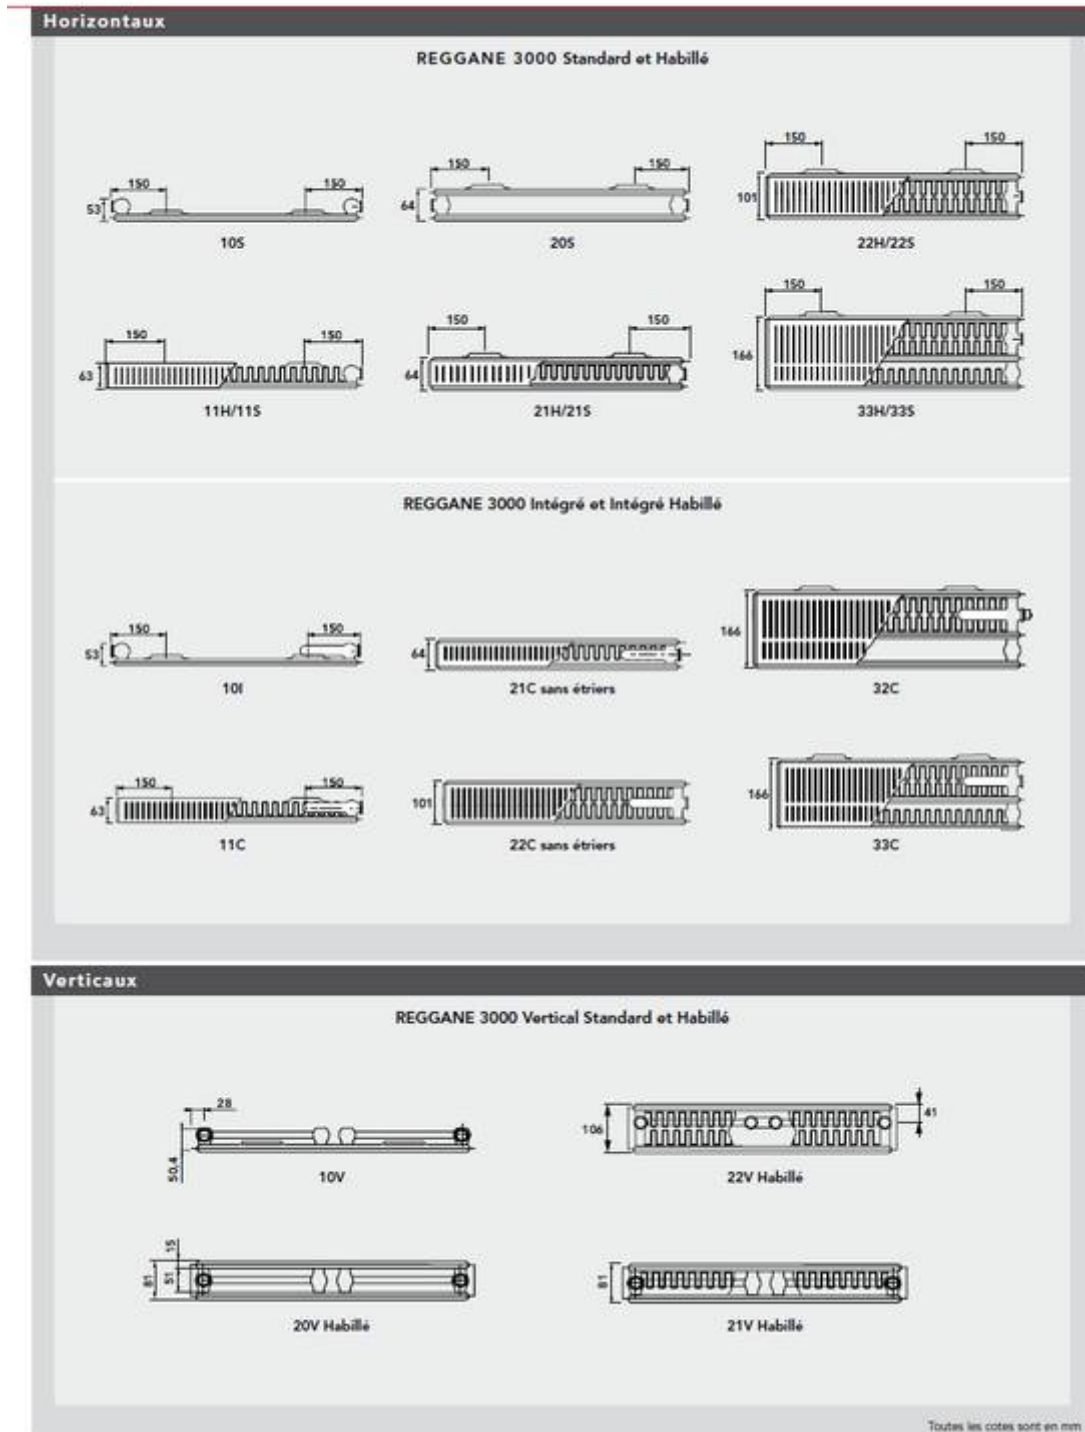 Horizontaux
REGGANE 3000 Standard et Habillé
150 150
53
10S
150 150
64
20S
150 150
101
22H/22S
150 150
63
11H/11S
150 150
64
21H/21S
150 150
166
33H/33S
REGGANE 3000 Intégré et Intégré Habillé
150 150
53
10I
64
21C sans étriers
166
32C
150 150
63
11C
101
22C sans étriers
166
33C
Verticaux
REGGANE 3000 Vertical Standard et Habillé
28
50,4
10V
106
41
22V Habillé
15
81
51
20V Habillé
81
21V Habillé
Toutes les cotes sont en mm